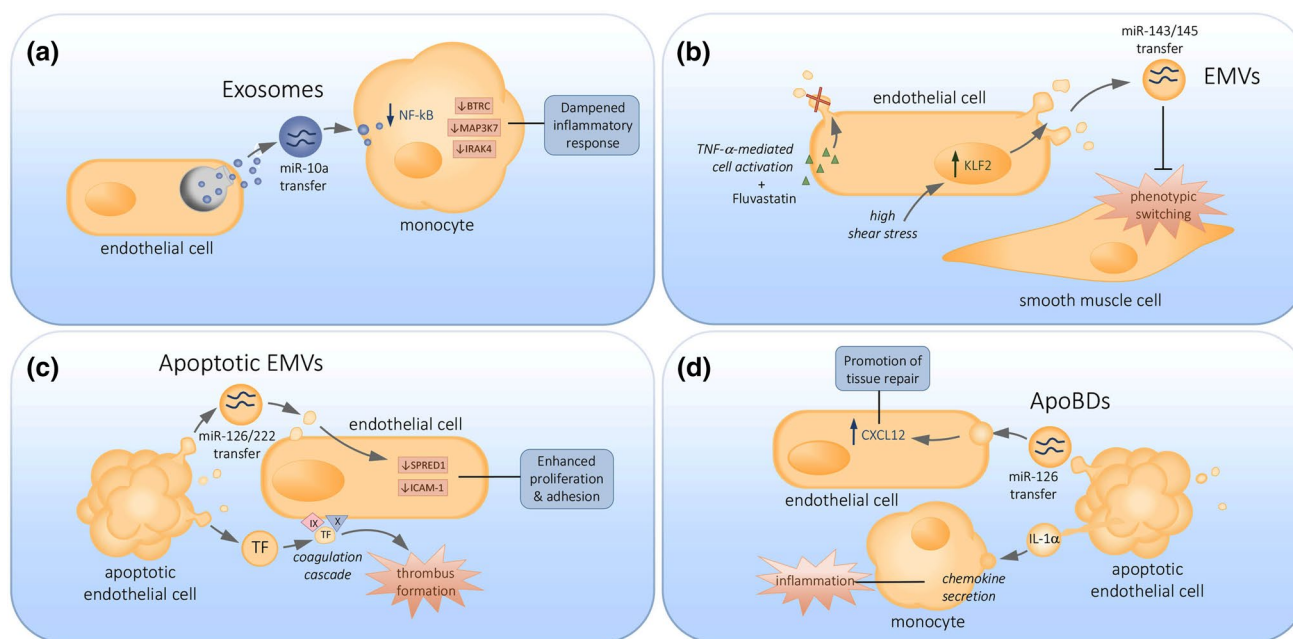 (a)
Exosomes
miR-10a
transfer
endothelial cell
NF-kB
↓BTRC
↓MAP3K7
↓IRAK4
monocyte
Dampened
inflammatory
response
(b)
miR-143/145
transfer
EMVs
endothelial cell
TNF-α-mediated
cell activation
+
Fluvastatin
KLF2
high
shear stress
phenotypic
switching
smooth muscle cell
(c)
Apoptotic EMVs
miR-126/222
transfer
endothelial cell
↓SPRED1
↓ICAM-1
Enhanced
proliferation
& adhesion
TF
IX
X
TF
coagulation
cascade
thrombus
formation
apoptotic
endothelial cell
(d)
Promotion of
tissue repair
ApoBDs
CXCL12
endothelial cell
miR-126
transfer
IL-1α
apoptotic
endothelial cell
inflammation
chemokine
secretion
monocyte